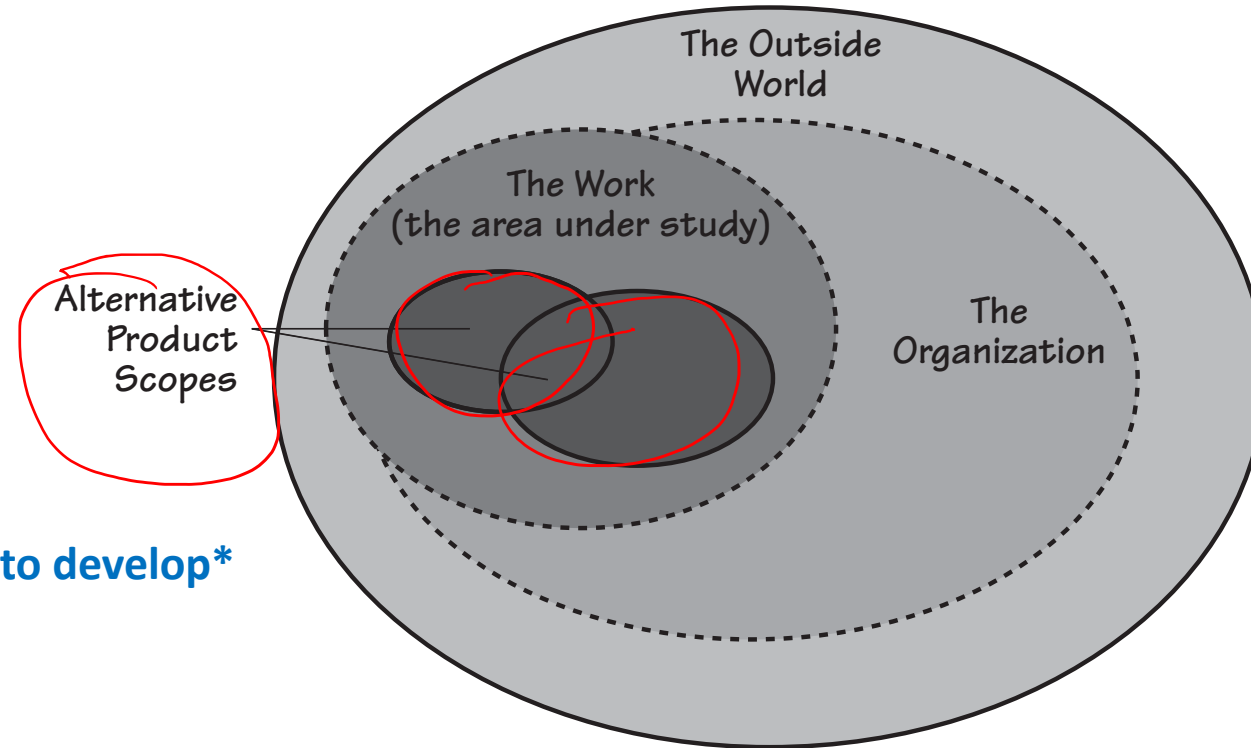 The Outside
World
The Work
(the area under study)
Alternative
Product
Scopes
The
Organization
to develop*